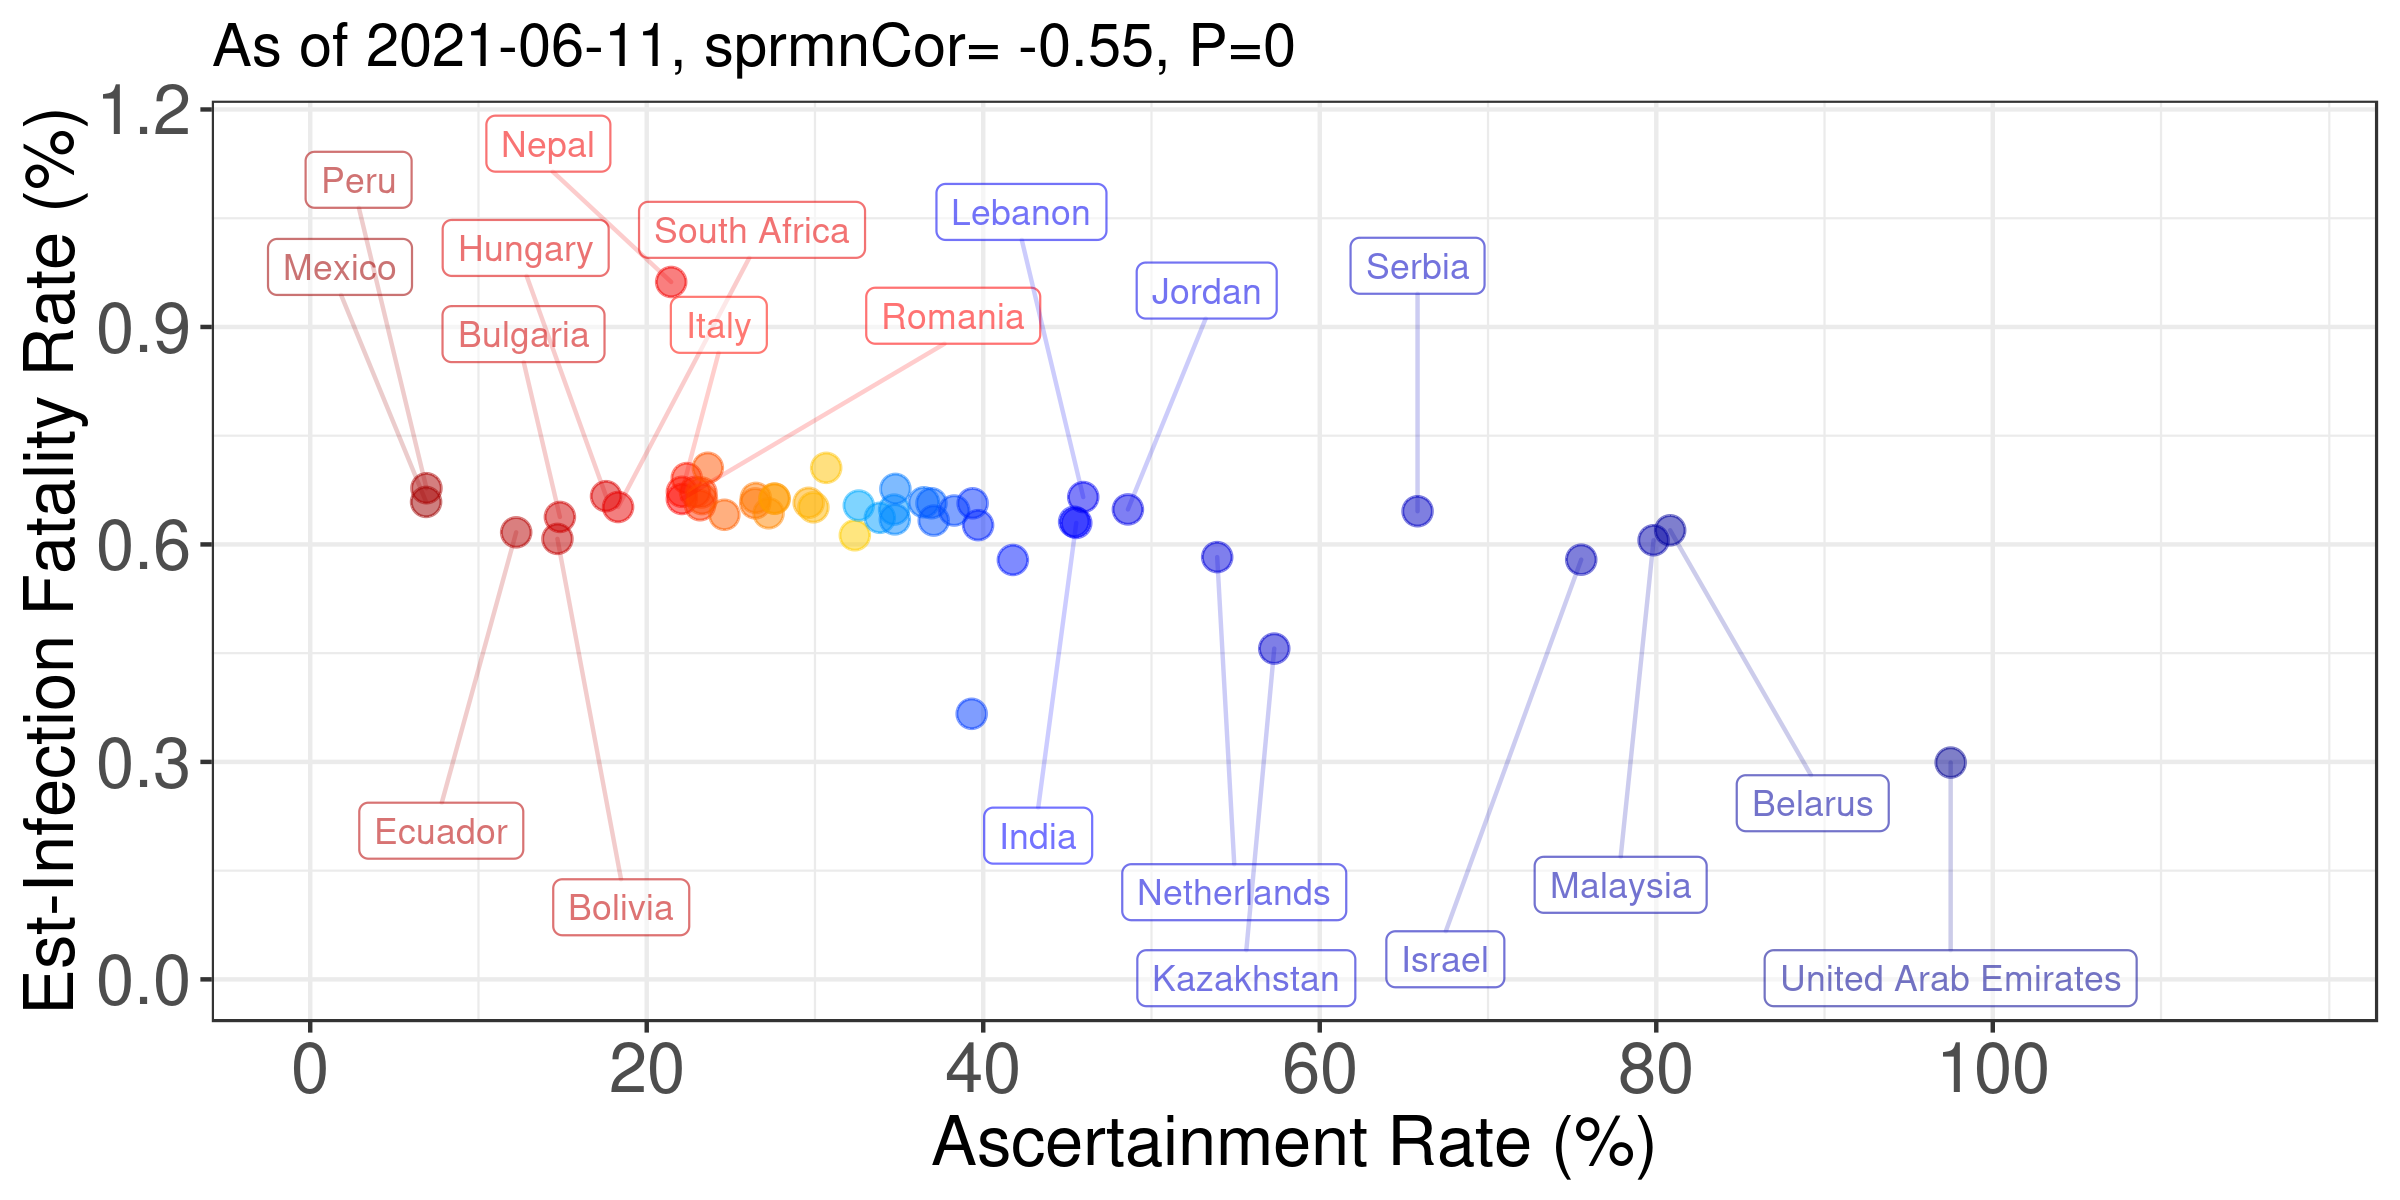 As of 2021-06-11, sprmnCor= -0.55, P=0
Est-Infection Fatality Rate (%)
1.2
0.9
0.6
0.3
0.0
Nepal
Peru
Lebanon
South Africa
Hungary
Mexico
Serbia
Jordan
Romania
Italy
Bulgaria
Belarus
Ecuador
India
Malaysia
Netherlands
Bolivia
Israel
Kazakhstan
United Arab Emirates
0
20
40
60
80
100
Ascertainment Rate (%)